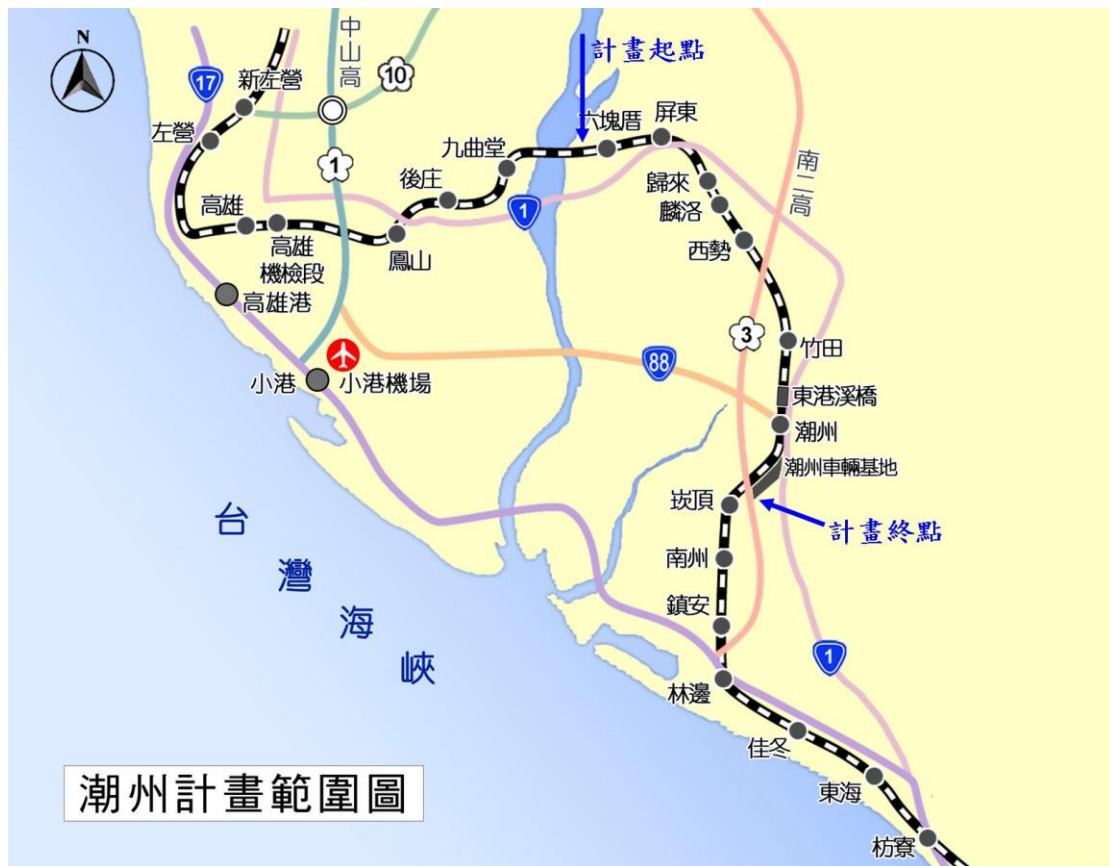 N
中山高
計畫起點
17
新左營
10
左營
1
六塊厝
屏東
九曲堂
後庄
歸來
麟洛
南二高
高雄
高雄
機檢段
鳳山
1
西勢
高雄港
3
竹田
小港
小港機場
88
東港溪橋
潮州
潮州車輛基地
崁頂
計畫終點
南州
鎮安
台灣海峽
1
林邊
佳冬
東海
枋寮
潮州計畫範圍圖